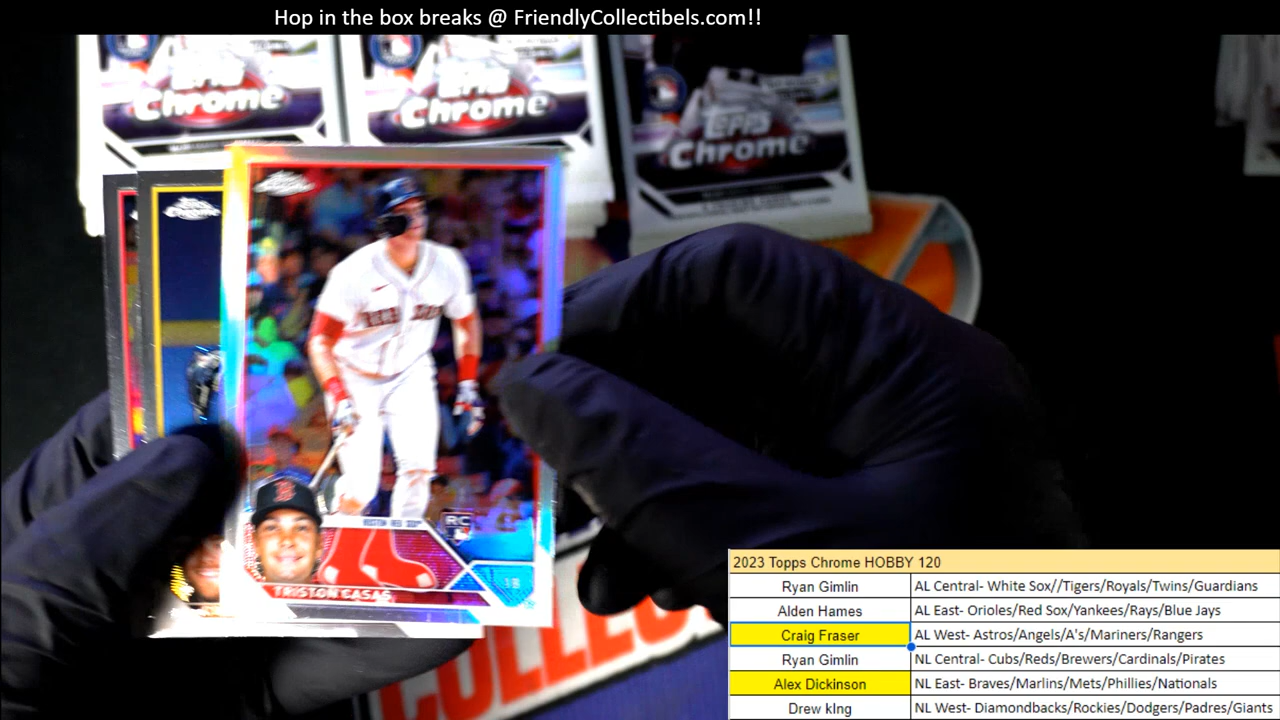 Hop in the box breaks @ FriendlyCollectibels.com!!
Chrome
Chrome
Chrome
RED SOX
RC
TRISTON CASAS
COLLEC
2023 Topps Chrome HOBBY 120
Ryan Gimlin AL Central- White Sox//Tigers/Royals/Twins/Guardians
Alden Hames AL East- Orioles/Red Sox/Yankees/Rays/Blue Jays
Craig Fraser AL West- Astros/Angels/A's/Mariners/Rangers
Ryan Gimlin NL Central- Cubs/Reds/Brewers/Cardinals/Pirates
Alex Dickinson NL East- Braves/Marlins/Mets/Phillies/Nationals
Drew kIng NL West- Diamondbacks/Rockies/Dodgers/Padres/Giants